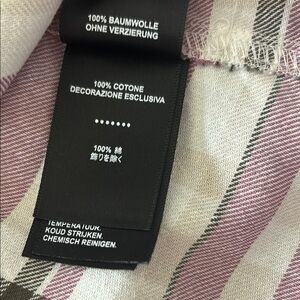 100% BAUMWOLLE
OHNE VERZIERUNG
100% COTONE
DECORAZIONE ESCLUSIVA
•••••••
100% 綿
飾りを除く
TEMPERATUUR.
KOUD STRIJKEN.
CHEMISCH REINIGEN.